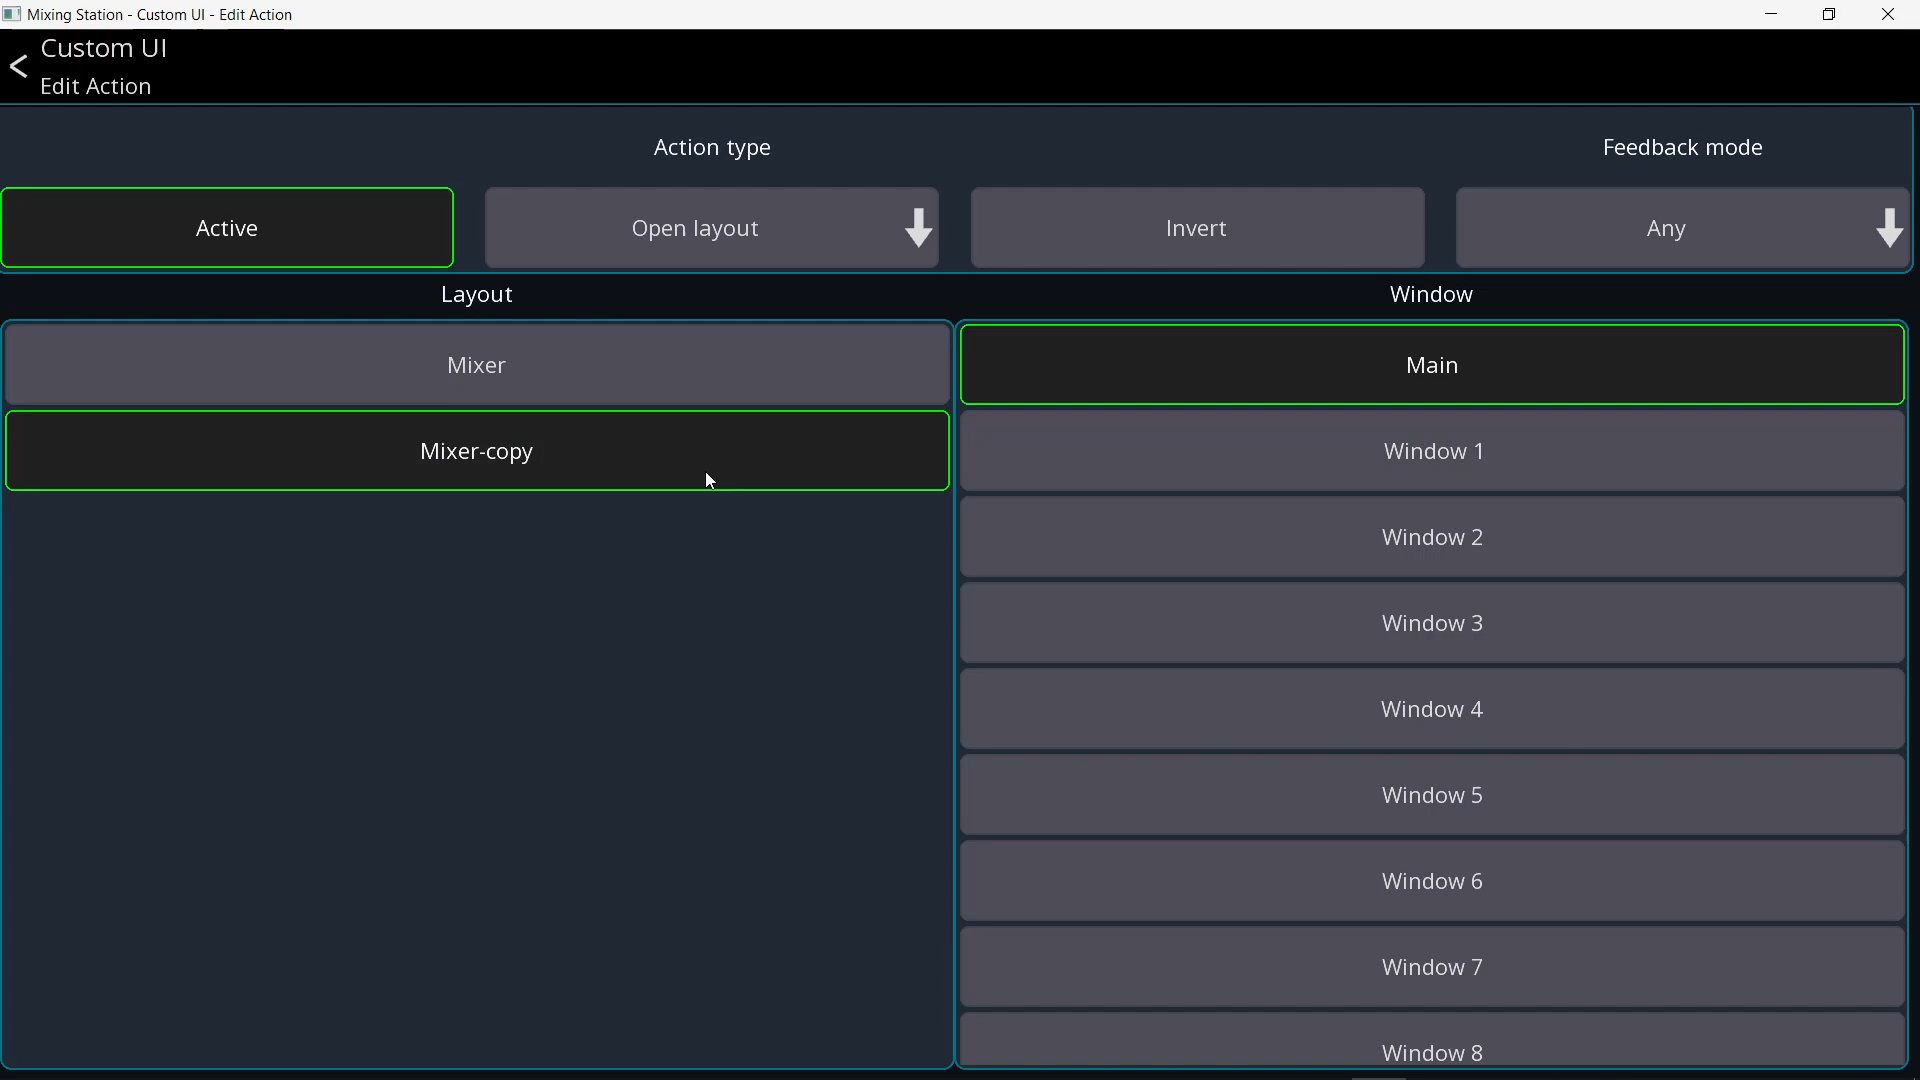 Mixing Station - Custom UI - Edit Action
Custom UI
Edit Action
Action type
Feedback mode
Active
Open layout
Invert
Any
Layout
Window
Mixer
Main
Mixer-copy
Window 1
Window 2
Window 3
Window 4
Window 5
Window 6
Window 7
Window 8